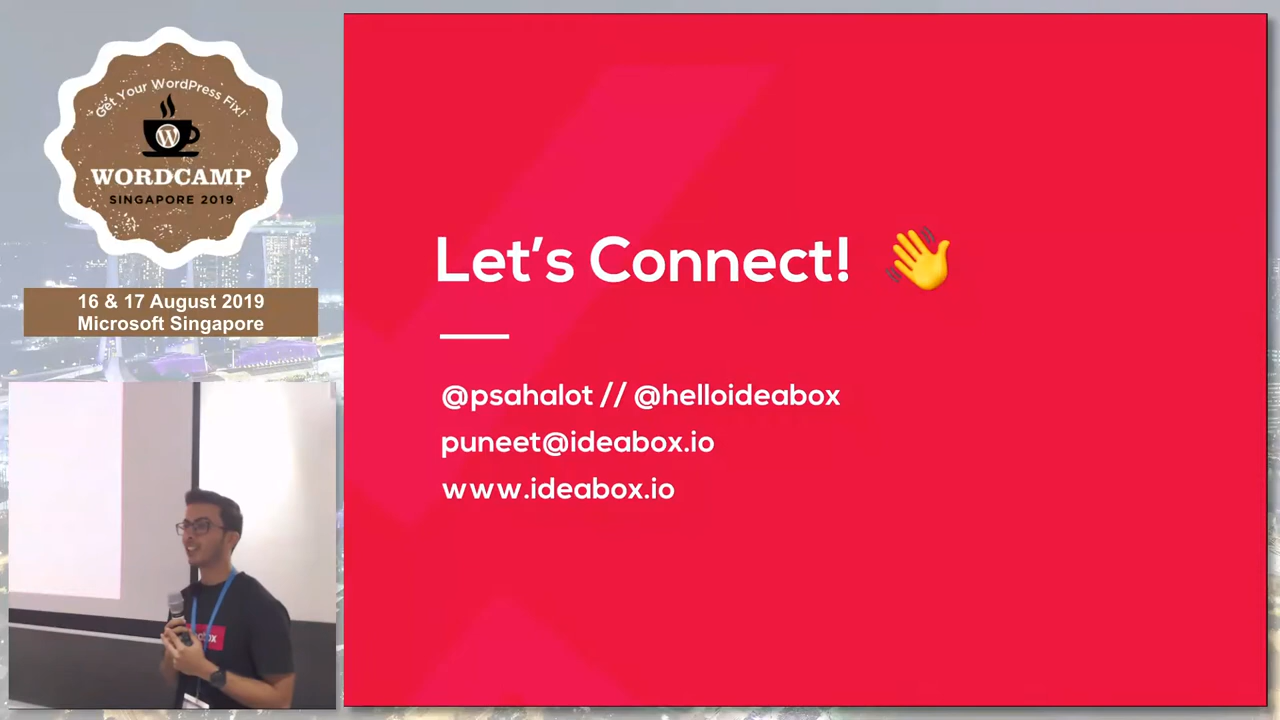 Get Your WordPress Fix!
WORDCAMP
SINGAPORE 2019
16 & 17 August 2019
Microsoft Singapore
Let's Connect! 👋
@psahalot // @helloideabox
puneet@ideabox.io
www.ideabox.io